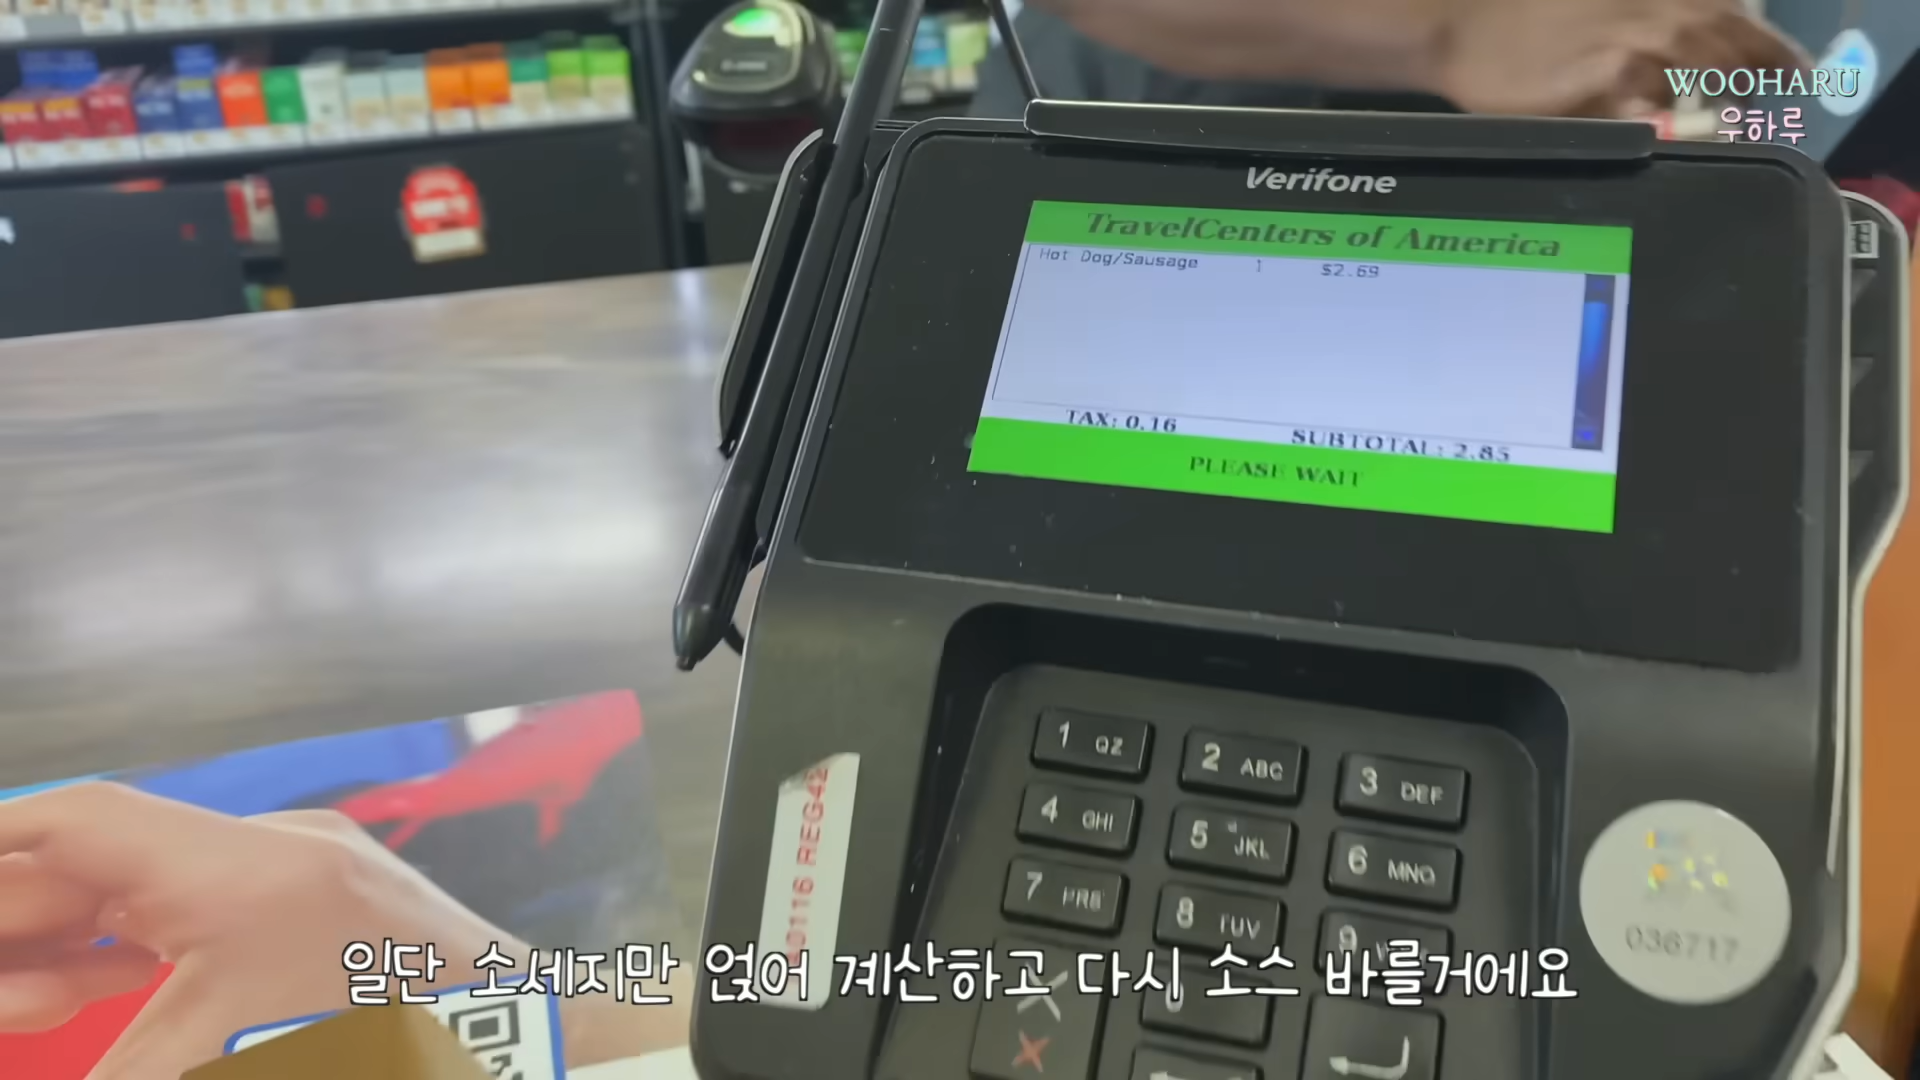 WOOHARU
우하루
Verifone
TravelCenters of America
Hot Dog/Sausage 1 $2.69
TAX: 0.16
SUBTOTAL: 2.85
PLEASE WAIT
1 QZ
2 ABC
3 DEF
4 GHI
5 JKL
6 MNO
7 PRS
8 TUV
9
0
REG42
036717
일단 소세지만 얹어 계산하고 다시 소스 바를거에요